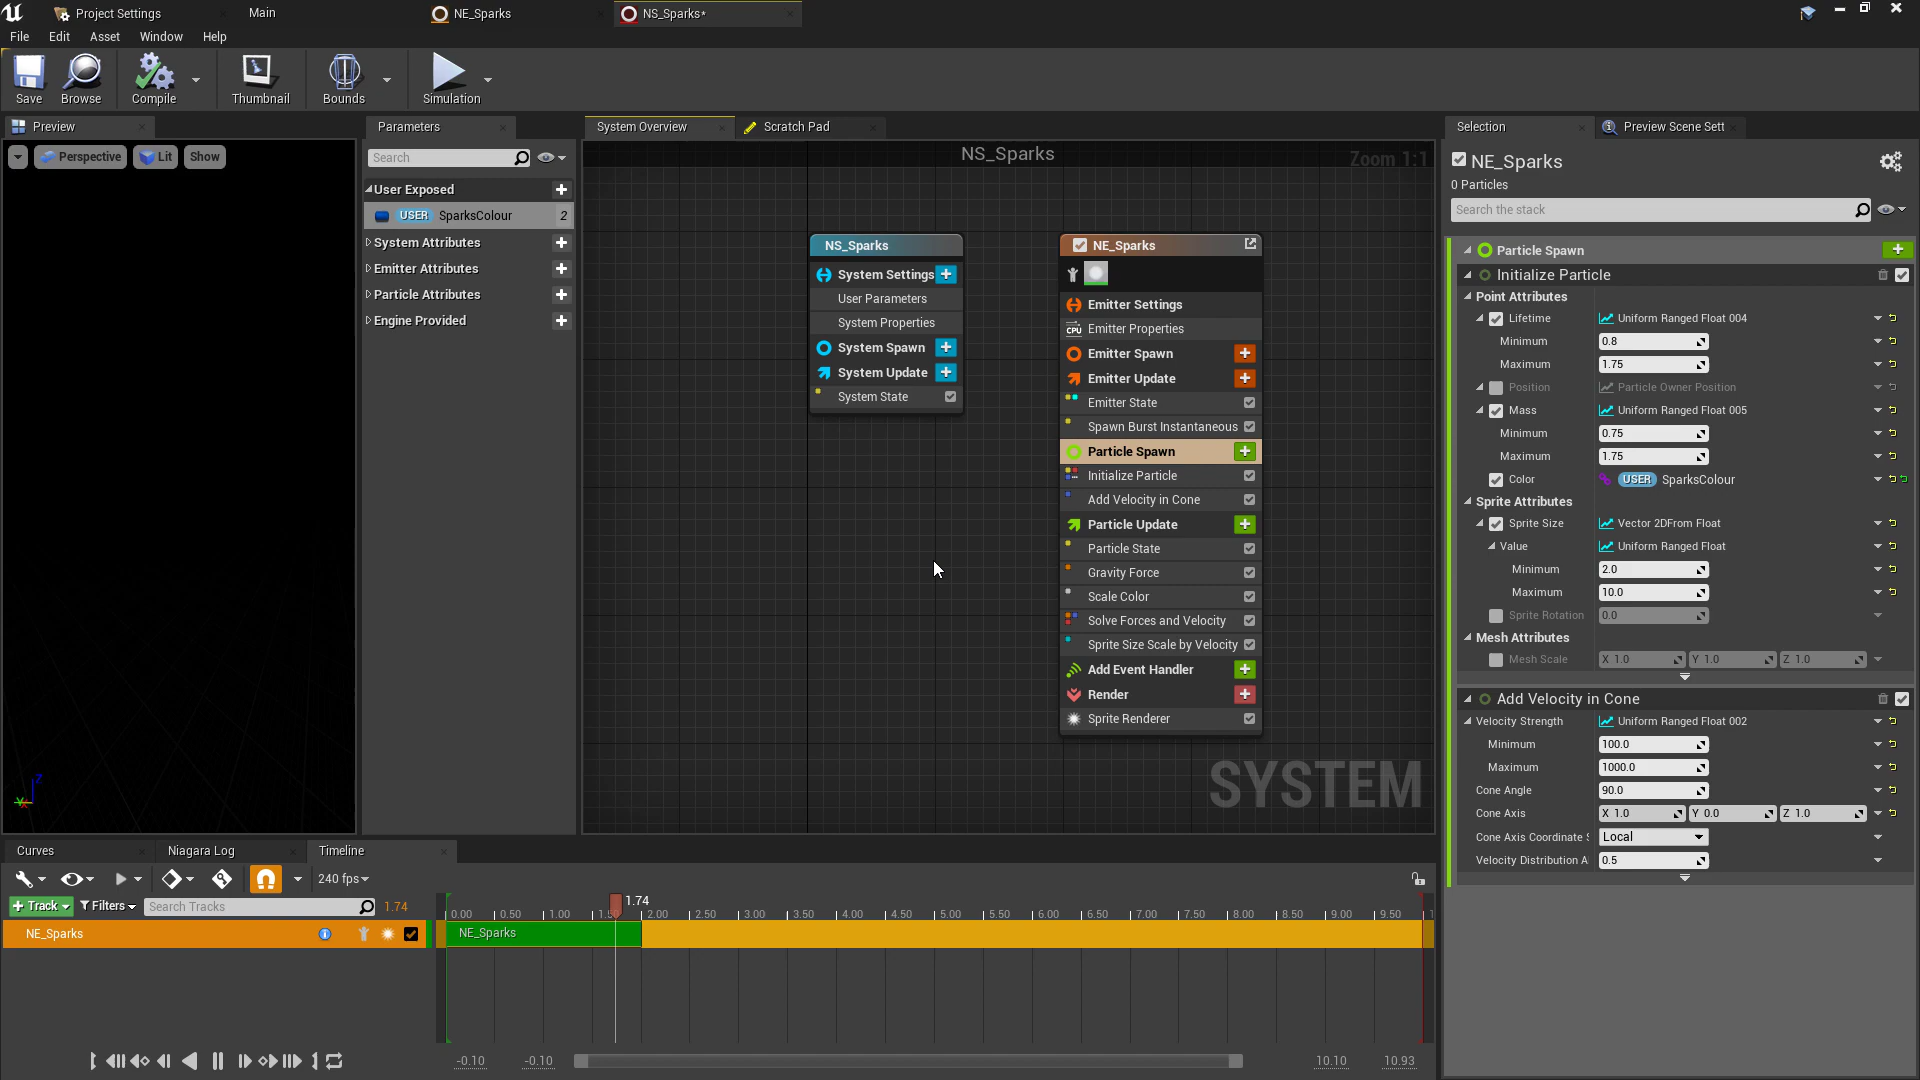 Project Settings
Main
NE_Sparks
NS_Sparks*
File Edit Asset Window Help
Save
Browse
Compile
Thumbnail
Bounds
Simulation
Preview
Perspective
Lit
Show
Z
Parameters
Search
User Exposed
USER SparksColour 2
System Attributes
Emitter Attributes
Particle Attributes
Engine Provided
System Overview
Scratch Pad
NS_Sparks
Zoom 1:1
NS_Sparks
System Settings
User Parameters
System Properties
System Spawn
System Update
System State
NE_Sparks
Emitter Settings
CPU Emitter Properties
Emitter Spawn
Emitter Update
Emitter State
Spawn Burst Instantaneous
Particle Spawn
Initialize Particle
Add Velocity in Cone
Particle Update
Particle State
Gravity Force
Scale Color
Solve Forces and Velocity
Sprite Size Scale by Velocity
Add Event Handler
Render
Sprite Renderer
SYSTEM
Selection
Preview Scene Sett
NE_Sparks
0 Particles
Search the stack
Particle Spawn
Initialize Particle
Point Attributes
Lifetime Uniform Ranged Float 004
Minimum 0.8
Maximum 1.75
Position Particle Owner Position
Mass Uniform Ranged Float 005
Minimum 0.75
Maximum 1.75
Color USER SparksColour
Sprite Attributes
Sprite Size Vector 2DFrom Float
Value Uniform Ranged Float
Minimum 2.0
Maximum 10.0
Sprite Rotation 0.0
Mesh Attributes
Mesh Scale X 1.0 Y 1.0 Z 1.0
Add Velocity in Cone
Velocity Strength Uniform Ranged Float 002
Minimum 100.0
Maximum 1000.0
Cone Angle 90.0
Cone Axis X 1.0 Y 0.0 Z 1.0
Cone Axis Coordinate S Local
Velocity Distribution A 0.5
Curves
Niagara Log
Timeline
240 fps
Track Filters Search Tracks 1.74
1.74
0.00 0.50 1.00 2.00 2.50 3.00 3.50 4.00 4.50 5.00 5.50 6.00 6.50 7.00 7.50 8.00 8.50 9.00 9.50
NE_Sparks
NE_Sparks
-0.10 -0.10 10.10 10.93